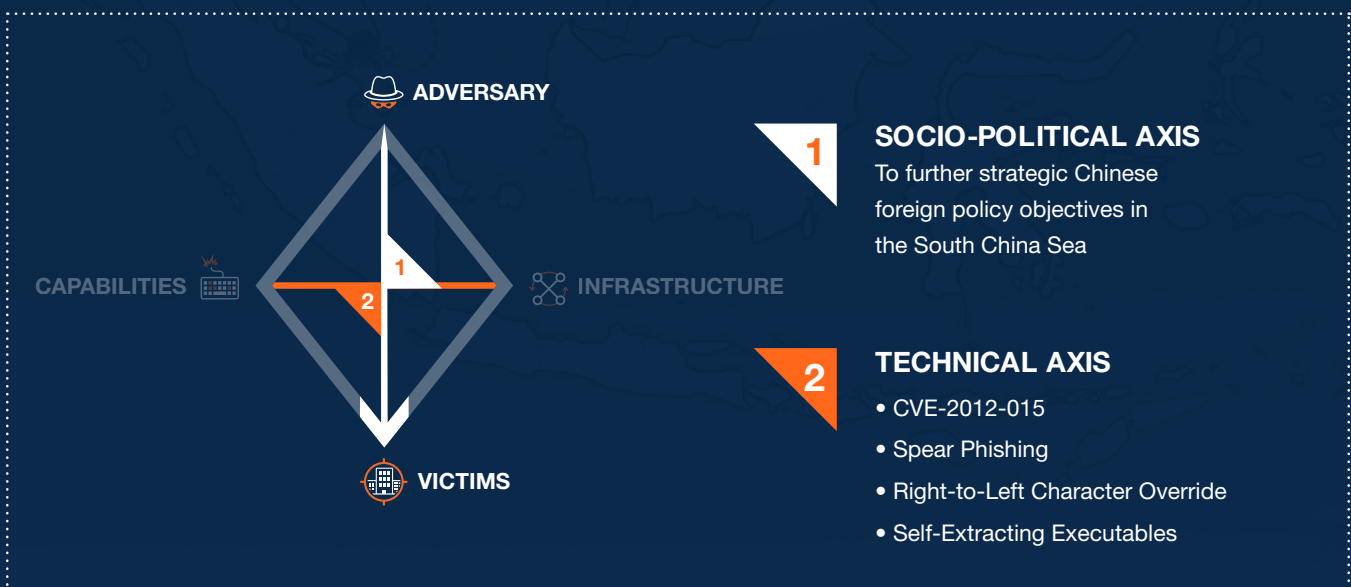 ADVERSARY
CAPABILITIES
INFRASTRUCTURE
1
2
VICTIMS
1
SOCIO-POLITICAL AXIS
To further strategic Chinese
foreign policy objectives in
the South China Sea
2
TECHNICAL AXIS
• CVE-2012-015
• Spear Phishing
• Right-to-Left Character Override
• Self-Extracting Executables